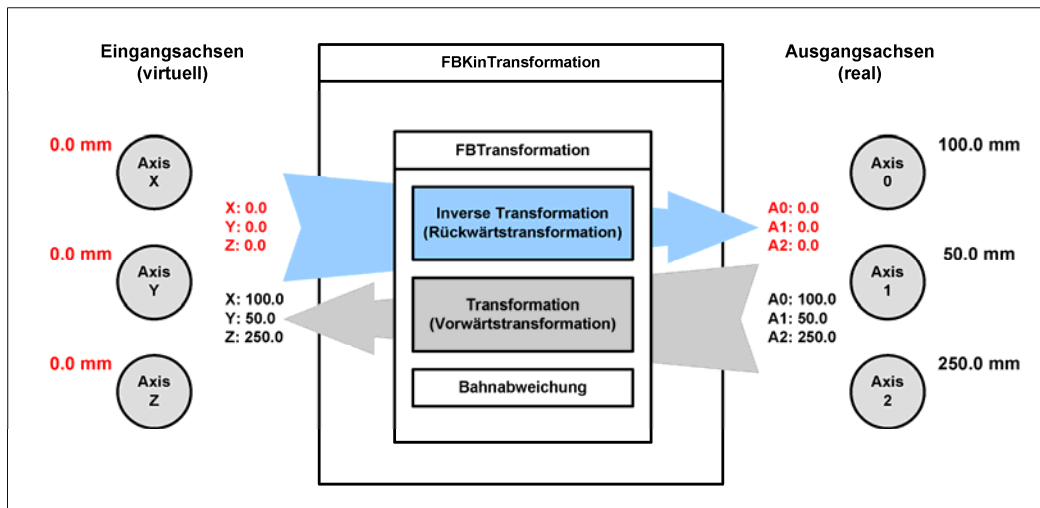 Eingangsachsen
(virtuell)
FBKinTransformation
Ausgangsachsen
(real)
0.0 mm
Axis
X
FBTransformation
100.0 mm
Axis
0
X: 0.0
Y: 0.0
Z: 0.0
Inverse Transformation
(Rückwärtstransformation)
A0: 0.0
A1: 0.0
A2: 0.0
0.0 mm
Axis
Y
50.0 mm
Axis
1
X: 100.0
Y: 50.0
Z: 250.0
Transformation
(Vorwärtstransformation)
A0: 100.0
A1: 50.0
A2: 250.0
0.0 mm
Axis
Z
Bahnabweichung
250.0 mm
Axis
2